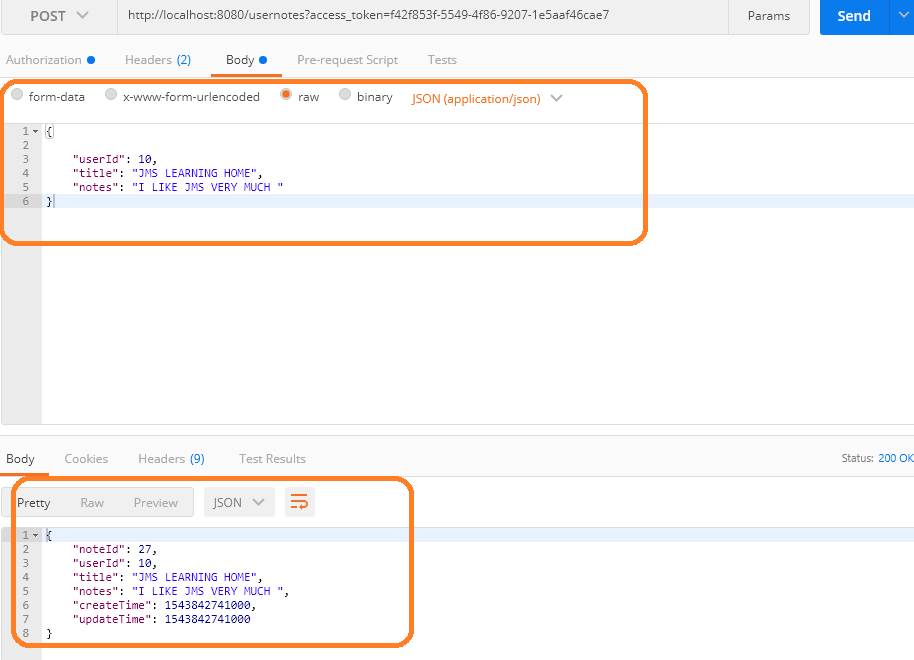 POST http://localhost:8080/usernotes?access_token=f42f853f-5549-4f86-9207-1e5aaf46cae7 Params Send
Authorization Headers (2) Body Pre-request Script Tests
form-data x-www-form-urlencoded raw binary JSON (application/json)
1 {
2
3 "userId": 10,
4 "title": "JMS LEARNING HOME",
5 "notes": "I LIKE JMS VERY MUCH "
6 }
Body Cookies Headers (9) Test Results Status: 200 OK
Pretty Raw Preview JSON
1 {
2 "noteId": 27,
3 "userId": 10,
4 "title": "JMS LEARNING HOME",
5 "notes": "I LIKE JMS VERY MUCH ",
6 "createTime": 1543842741000,
7 "updateTime": 1543842741000
8 }